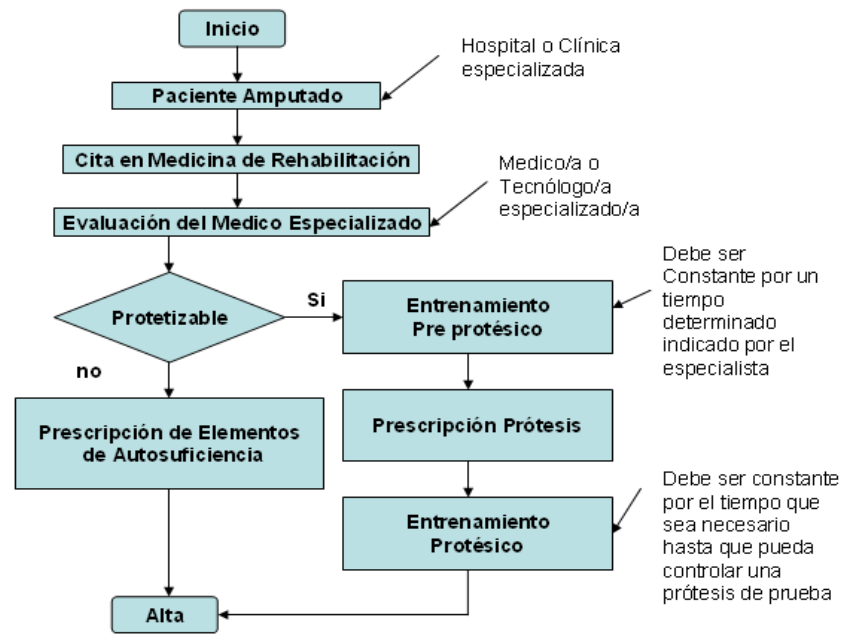 Inicio
Hospital o Clínica
especializada
Paciente Amputado
Cita en Medicina de Rehabilitación
Medico/a o
Tecnólogo/a
especializado/a
Evaluación del Medico Especializado
Debe ser
Constante por un
tiempo
determinado
indicado por el
especialista
Protetizable
Si
Entrenamiento
Pre protésico
no
Prescripción de Elementos
de Autosuficiencia
Prescripción Prótesis
Debe ser constante
por el tiempo que
sea necesario
hasta que pueda
controlar una
prótesis de prueba
Entrenamiento
Protésico
Alta